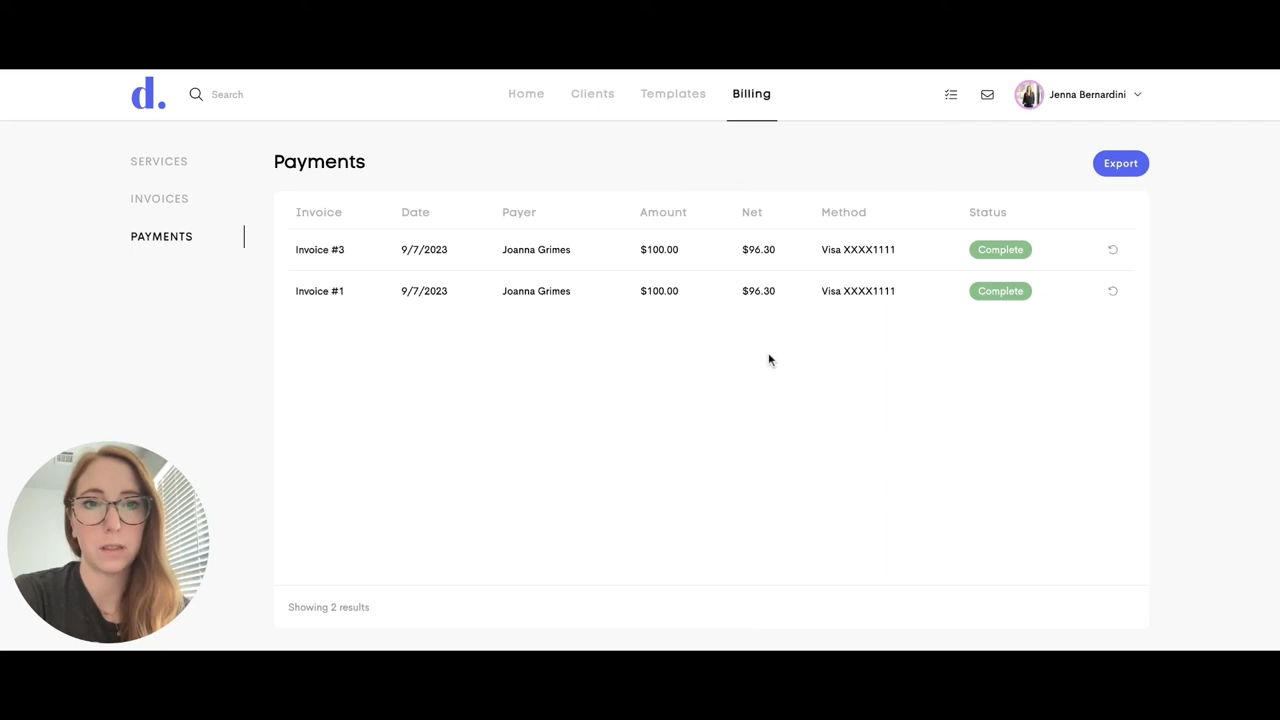 d. Search Home Clients Templates Billing Jenna Bernardini
SERVICES
INVOICES
PAYMENTS
Payments Export
Invoice Date Payer Amount Net Method Status
Invoice #3 9/7/2023 Joanna Grimes $100.00 $96.30 Visa XXXX1111 Complete
Invoice #1 9/7/2023 Joanna Grimes $100.00 $96.30 Visa XXXX1111 Complete
Showing 2 results